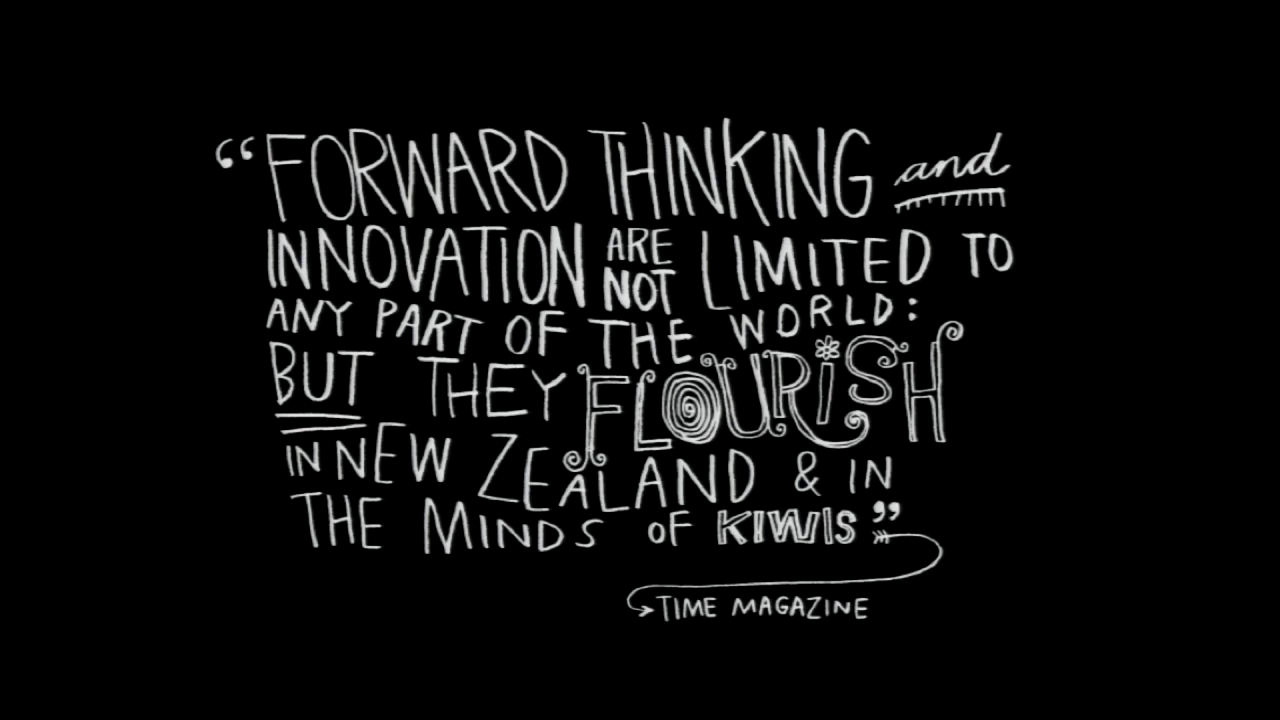 “FORWARD THINKING and
INNOVATION ARE NOT LIMITED TO
ANY PART OF THE WORLD:
BUT THEY FLOURISH
IN NEW ZEALAND & IN
THE MINDS OF KIWIS”
TIME MAGAZINE